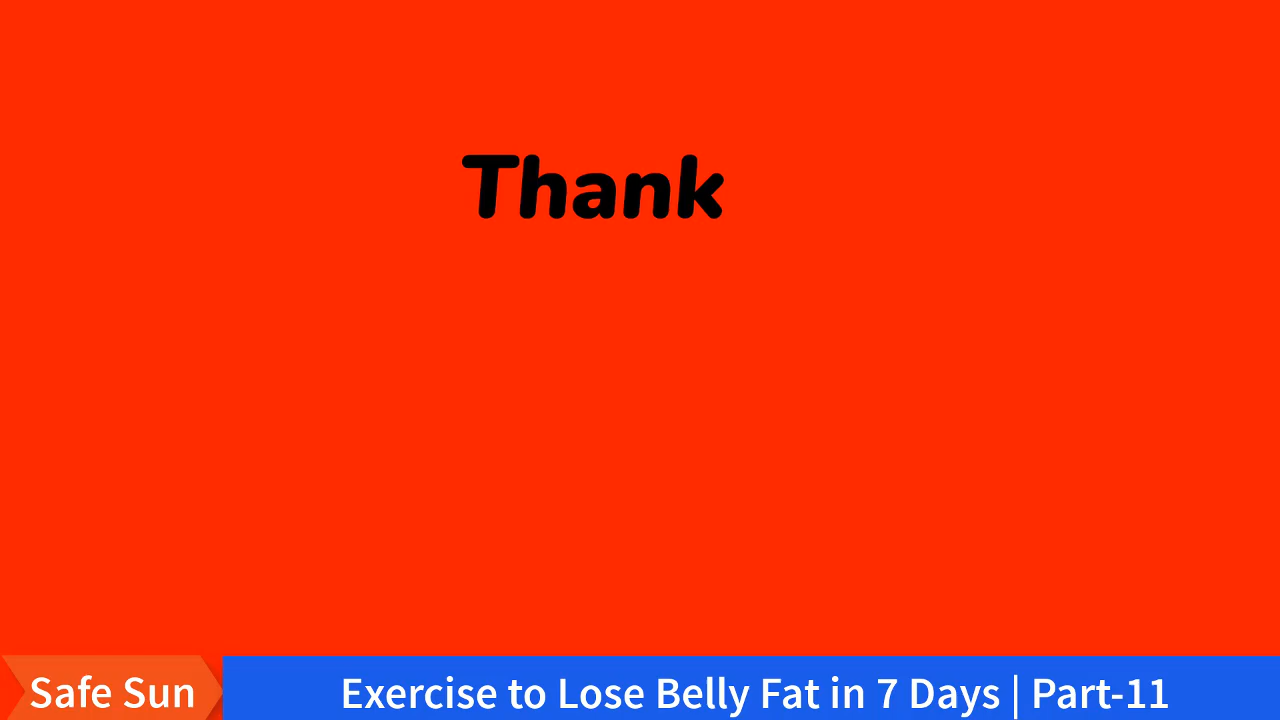 Thank
Safe Sun
Exercise to Lose Belly Fat in 7 Days | Part-11